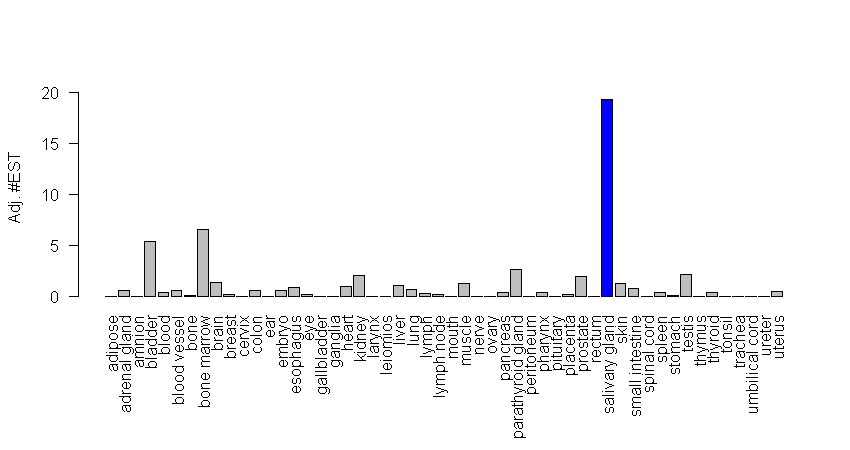 Adj. #EST
20
15
10
5
0
adipose
adrenal gland
amnion
bladder
blood
blood vessel
bone
bone marrow
brain
breast
cervix
colon
ear
embryo
esophagus
eye
gallbladder
ganglia
heart
kidney
larynx
leiomios
liver
lung
lymph
lymph node
mouth
muscle
nerve
ovary
pancreas
parathyroid gland
peritoneum
pharynx
pituitary
placenta
prostate
rectum
salivary gland
skin
small intestine
spinal cord
spleen
stomach
testis
thymus
thyroid
tonsil
trachea
umbilical cord
ureter
uterus